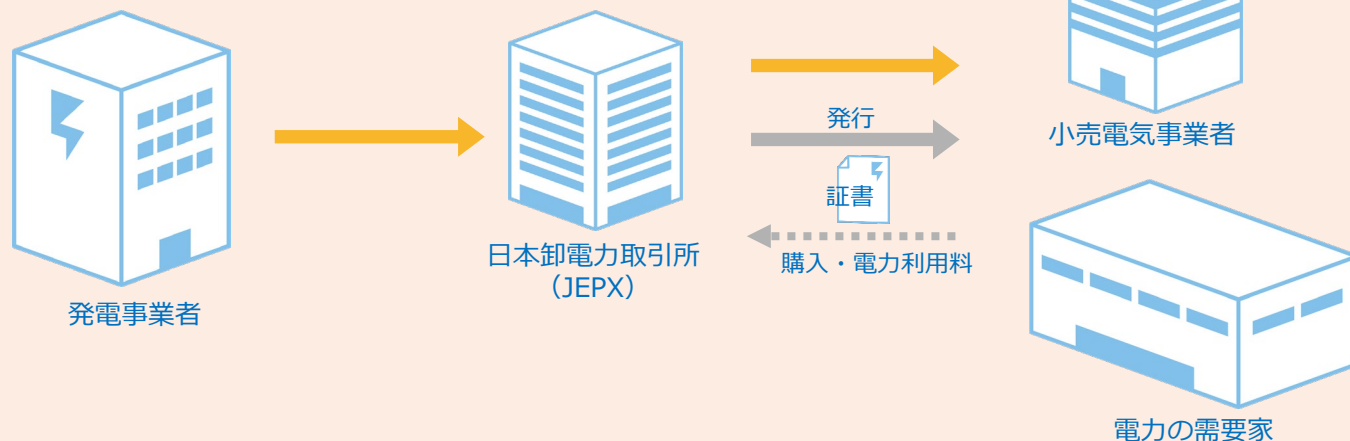 発電事業者
日本卸電力取引所
（JEPX）
発行
証書
購入・電力利用料
小売電気事業者
電力の需要家